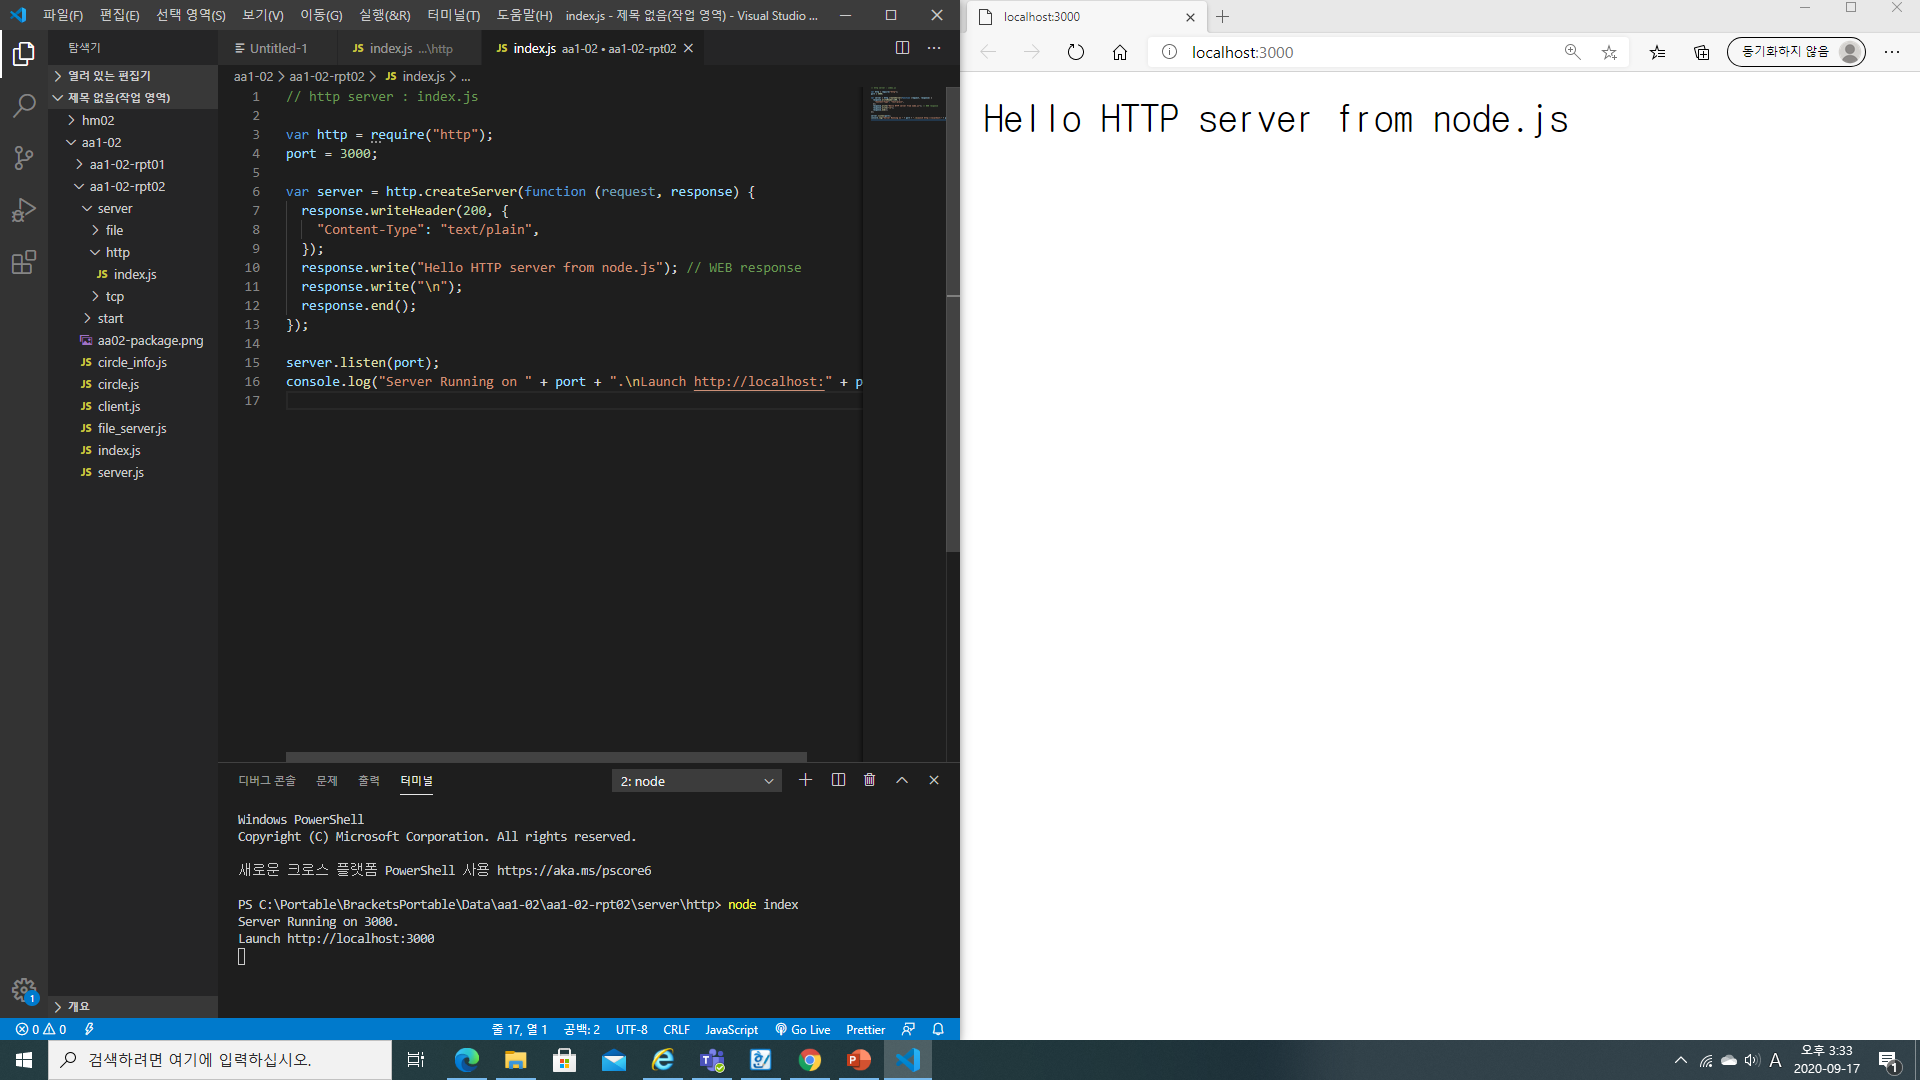 파일(F) 편집(E) 선택 영역(S) 보기(V) 이동(G) 실행(&R) 터미널(T) 도움말(H) index.js - 제목 없음(작업 영역) - Visual Studio ...
탐색기
Untitled-1
index.js ...\http
index.js aa1-02 • aa1-02-rpt02
열려 있는 편집기
제목 없음(작업 영역)
hm02
aa1-02
aa1-02-rpt01
aa1-02-rpt02
server
file
http
JS index.js
tcp
start
aa02-package.png
JS circle_info.js
JS circle.js
JS client.js
JS file_server.js
JS index.js
JS server.js
개요
aa1-02 > aa1-02-rpt02 > JS index.js > ...
1 // http server : index.js
2
3 var http = require("http");
4 port = 3000;
5
6 var server = http.createServer(function (request, response) {
7 response.writeHeader(200, {
8 "Content-Type": "text/plain",
9 });
10 response.write("Hello HTTP server from node.js"); // WEB response
11 response.write("\n");
12 response.end();
13 });
14
15 server.listen(port);
16 console.log("Server Running on " + port + ".\nLaunch http://localhost:" + p
17
디버그 콘솔 문제 출력 터미널 2: node
Windows PowerShell
Copyright (C) Microsoft Corporation. All rights reserved.
새로운 크로스 플랫폼 PowerShell 사용 https://aka.ms/pscore6
PS C:\Portable\BracketsPortable\Data\aa1-02\aa1-02-rpt02\server\http> node index
Server Running on 3000.
Launch http://localhost:3000
1
0 0 줄 17, 열 1 공백: 2 UTF-8 CRLF JavaScript Go Live Prettier
localhost:3000
localhost:3000 동기화하지 않음
Hello HTTP server from node.js
검색하려면 여기에 입력하십시오.
A 오후 3:33
2020-09-17
1